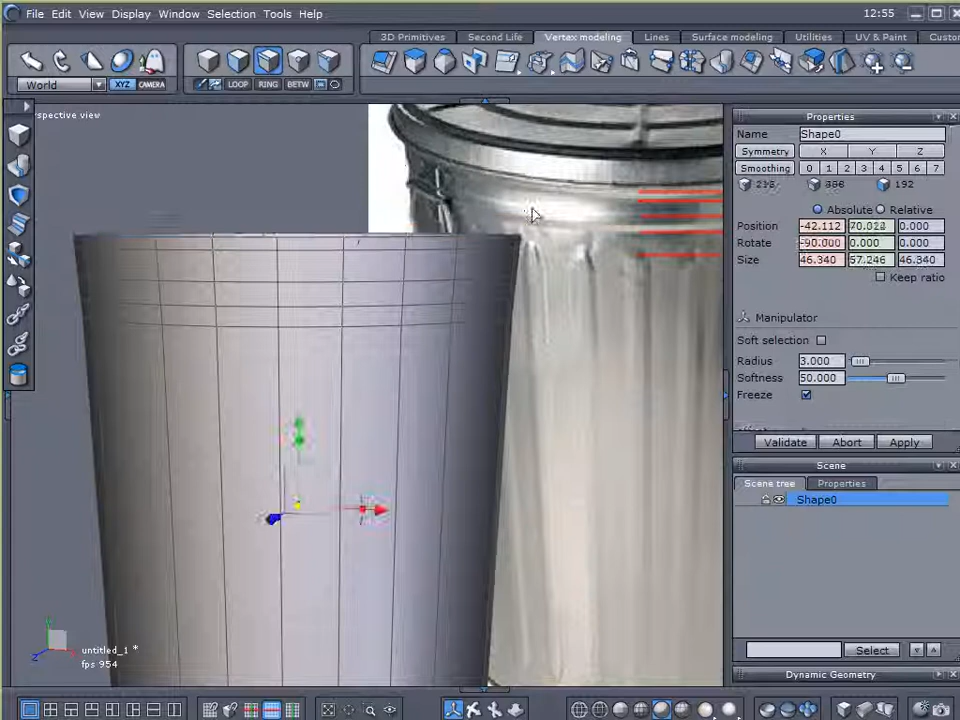 File Edit View Display Window Selection Tools Help 12:55
3D Primitives Second Life Vertex modeling Lines Surface modeling Utilities UV & Paint Custo
World XYZ CAMERA LOOP RING BETW
spective view
Properties
Name Shape0
Symmetry X Y Z
Smoothing 0 1 2 3 4 5 6 7
192
Absolute Relative
Position -42.112 70.023 0.000
Rotate -90.000 0.000 0.000
Size 46.340 57.246 46.340
Keep ratio
Manipulator
Soft selection
Radius 3.000
Softness 50.000
Freeze
Validate Abort Apply
Scene
Scene tree Properties
Shape0
untitled_1 *
fps 954
Select
Dynamic Geometry